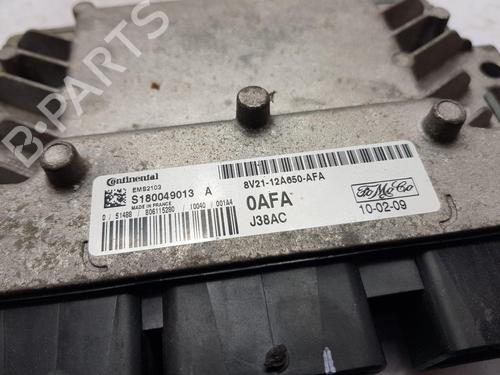 B-PARTS
Continental
EMS2103
S180049013 A
MADE IN FRANCE
0 / 51488 / 806115280 / 10040 / 001A4
8V21-12A650-AFA
0AFA
J38AC
FoMoCo
10-02-09